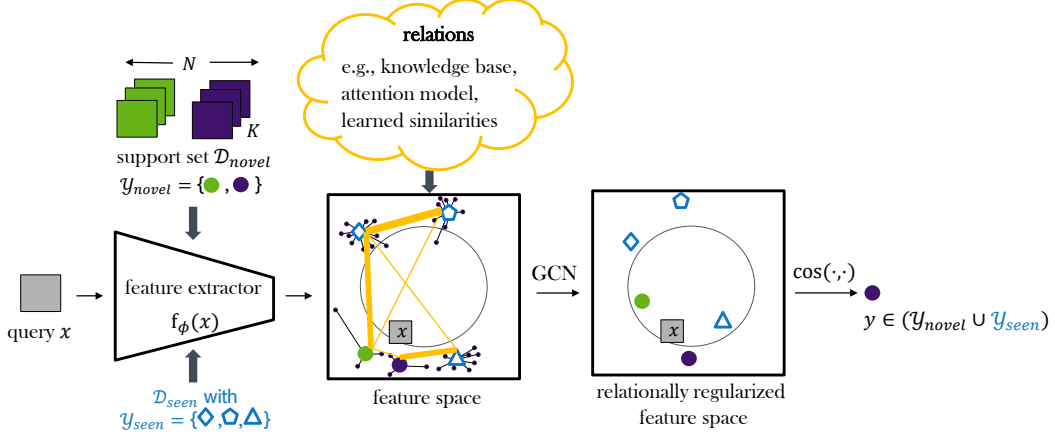 relations
e.g., knowledge base,
attention model,
learned similarities
N
K
support set 𝒟novel
𝒴novel = { , }
feature extractor
fϕ(x)
query x
𝒟seen with
𝒴seen = { , , }
x
feature space
GCN
x
relationally regularized
feature space
cos(·,·)
y ∈ (𝒴novel ∪ 𝒴seen)